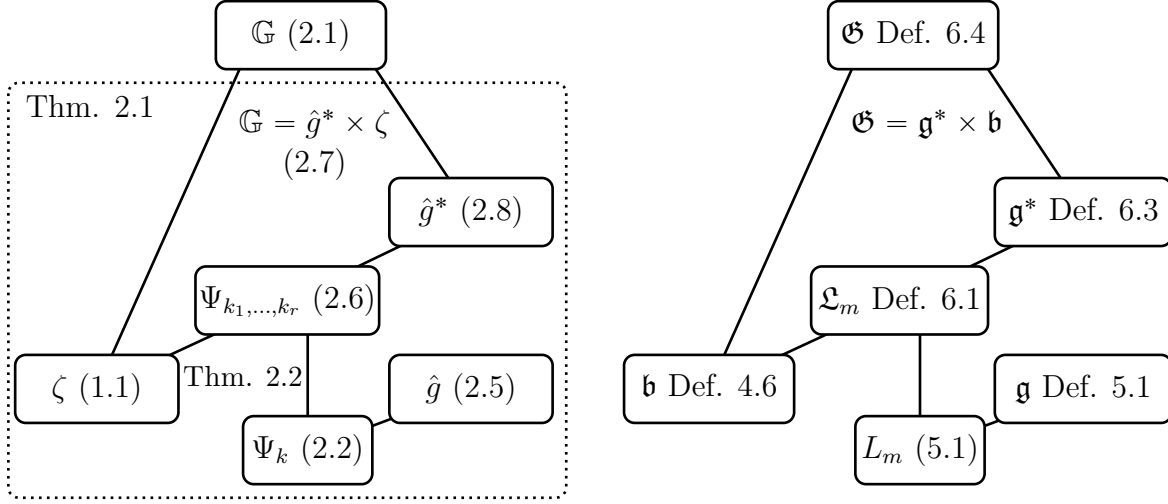 𝔾 (2.1)
Thm. 2.1
𝔾 = ĝ* × ζ
(2.7)
ĝ* (2.8)
Ψ_{k₁,...,k_r} (2.6)
ζ (1.1)
Thm. 2.2
ĝ (2.5)
Ψ_k (2.2)
𝕲 Def. 6.4
𝕲 = 𝖌* × 𝖇
𝖌* Def. 6.3
𝕷_m Def. 6.1
𝖇 Def. 4.6
𝖌 Def. 5.1
L_m (5.1)